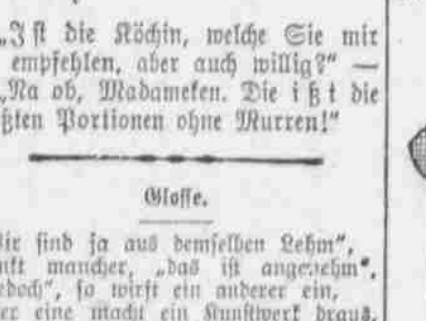 „Ist die Köchin, welche Sie mir
empfehlen, aber auch willig?" —
„Na ob, Madameken. Die i ß t die
ßten Portionen ohne Murren!"
Glosse.
Wir sind ja aus demselben Lehm",
nkt mancher, „das ist angenehm",
edoch", so wirft ein anderer ein,
er eine macht ein Kunstwerk draus,